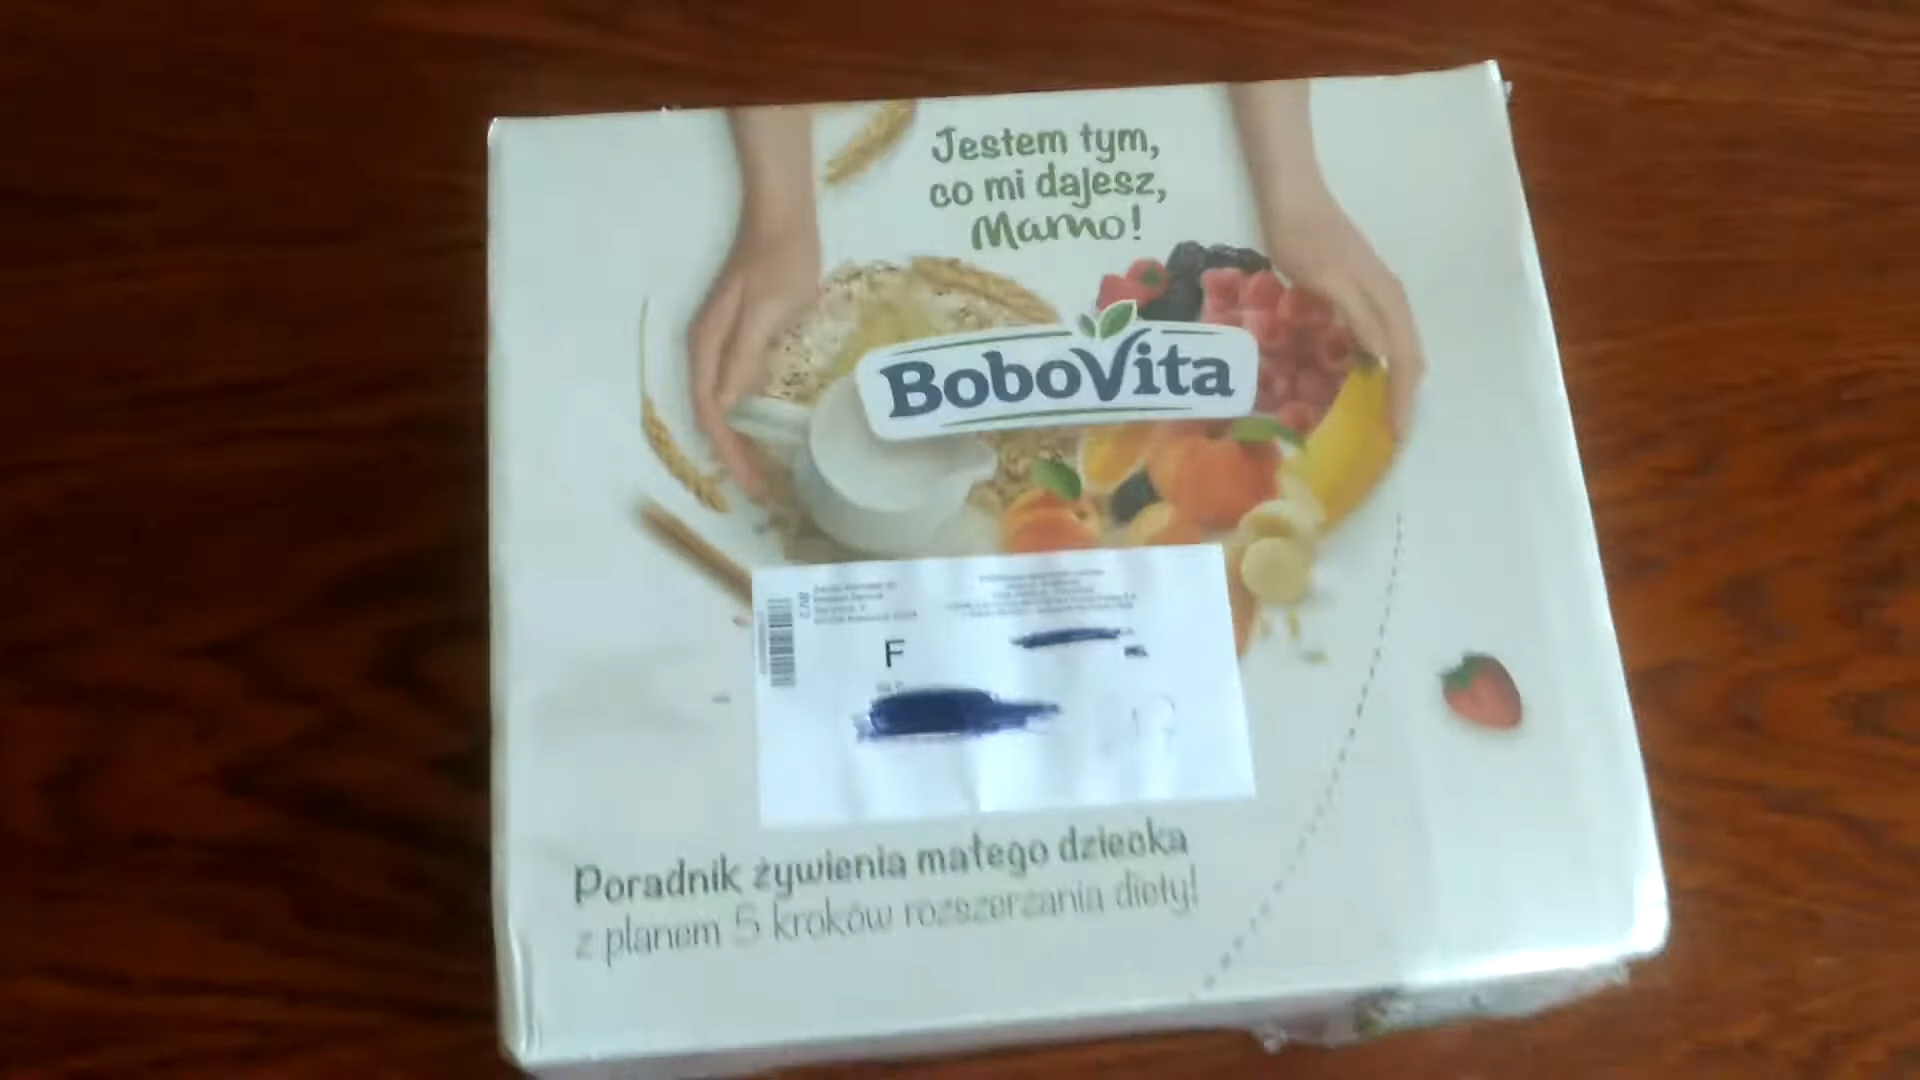 Jestem tym,
co mi dajesz,
Mamo!
BoboVita
F
Poradnik żywienia małego dziecka
z planem 5 kroków rozszerzania diety!